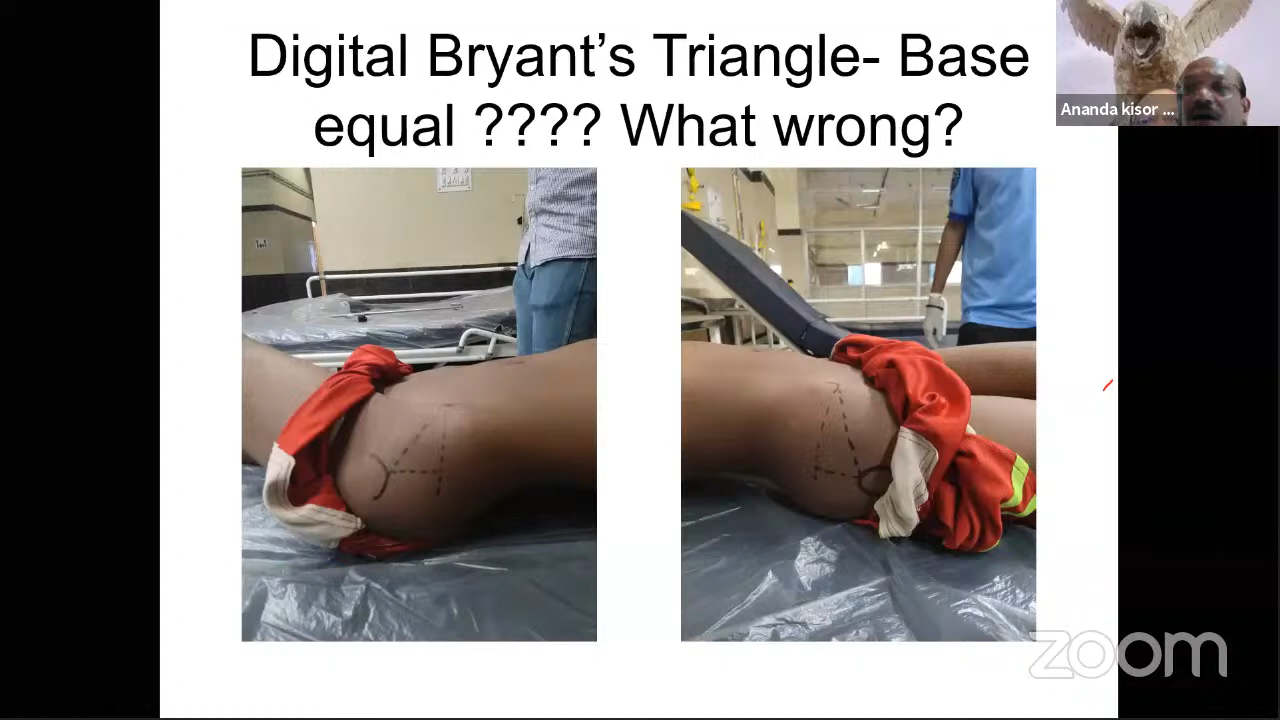 Digital Bryant’s Triangle- Base
equal ???? What wrong?
Ananda kisor ...
zoom